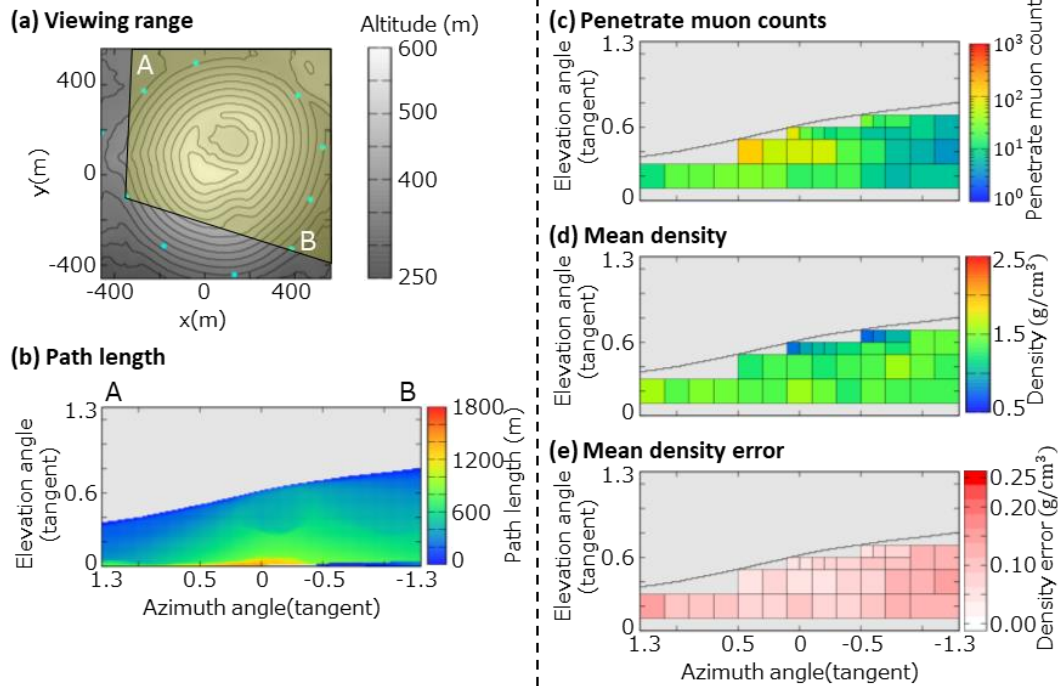 (a) Viewing range
Altitude (m)
A
B
600
500
400
250
400
0
-400
y(m)
-400 0 400
x(m)
(b) Path length
A B
1.3
0.6
0
Elevation angle
(tangent)
1.3 0.5 0 -0.5 -1.3
Azimuth angle(tangent)
1800
1200
600
0
Path length (m)
(c) Penetrate muon counts
1.3
0.6
0
Elevation angle
(tangent)
10³
10²
10¹
10⁰
Penetrate muon count
(d) Mean density
1.3
0.6
0
Elevation angle
(tangent)
2.5
1.5
0.5
Density (g/cm³)
(e) Mean density error
1.3
0.6
0
Elevation angle
(tangent)
1.3 0.5 0 -0.5 -1.3
Azimuth angle(tangent)
0.25
0.20
0.10
0.00
Density error (g/cm³)